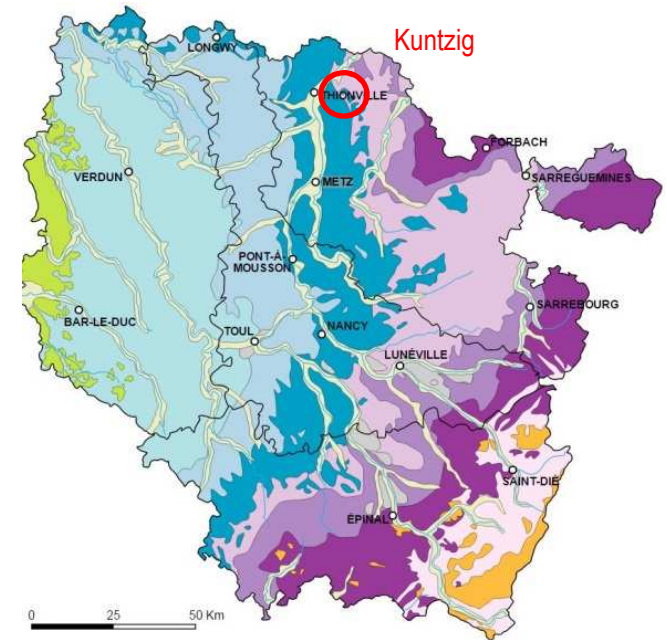 Kuntzig
LONGWY
THIONVILLE
FORBACH
VERDUN
METZ
SARREGUEMINES
PONT-À-
MOUSSON
SARREBOURG
BAR-LE-DUC
TOUL
NANCY
LUNÉVILLE
SAINT-DIÉ
ÉPINAL
0 25 50 Km